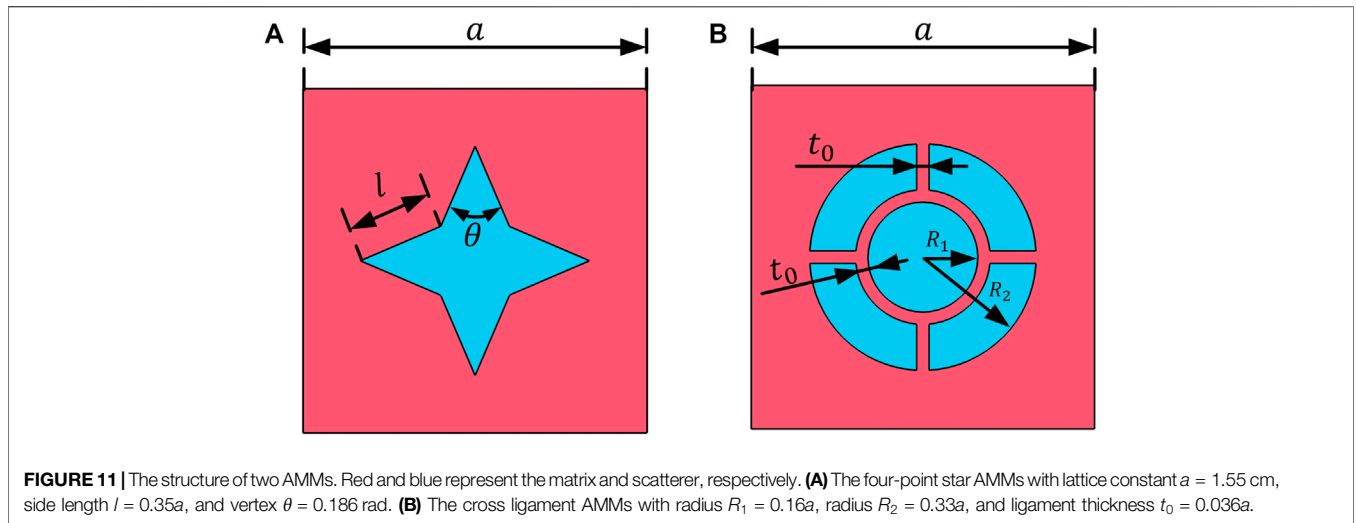 A
a
B
a
l
θ
t₀
t₀
R₁
R₂
FIGURE 11 | The structure of two AMMs. Red and blue represent the matrix and scatterer, respectively. (A) The four-point star AMMs with lattice constant a = 1.55 cm,
side length l = 0.35a, and vertex θ = 0.186 rad. (B) The cross ligament AMMs with radius R₁ = 0.16a, radius R₂ = 0.33a, and ligament thickness t₀ = 0.036a.